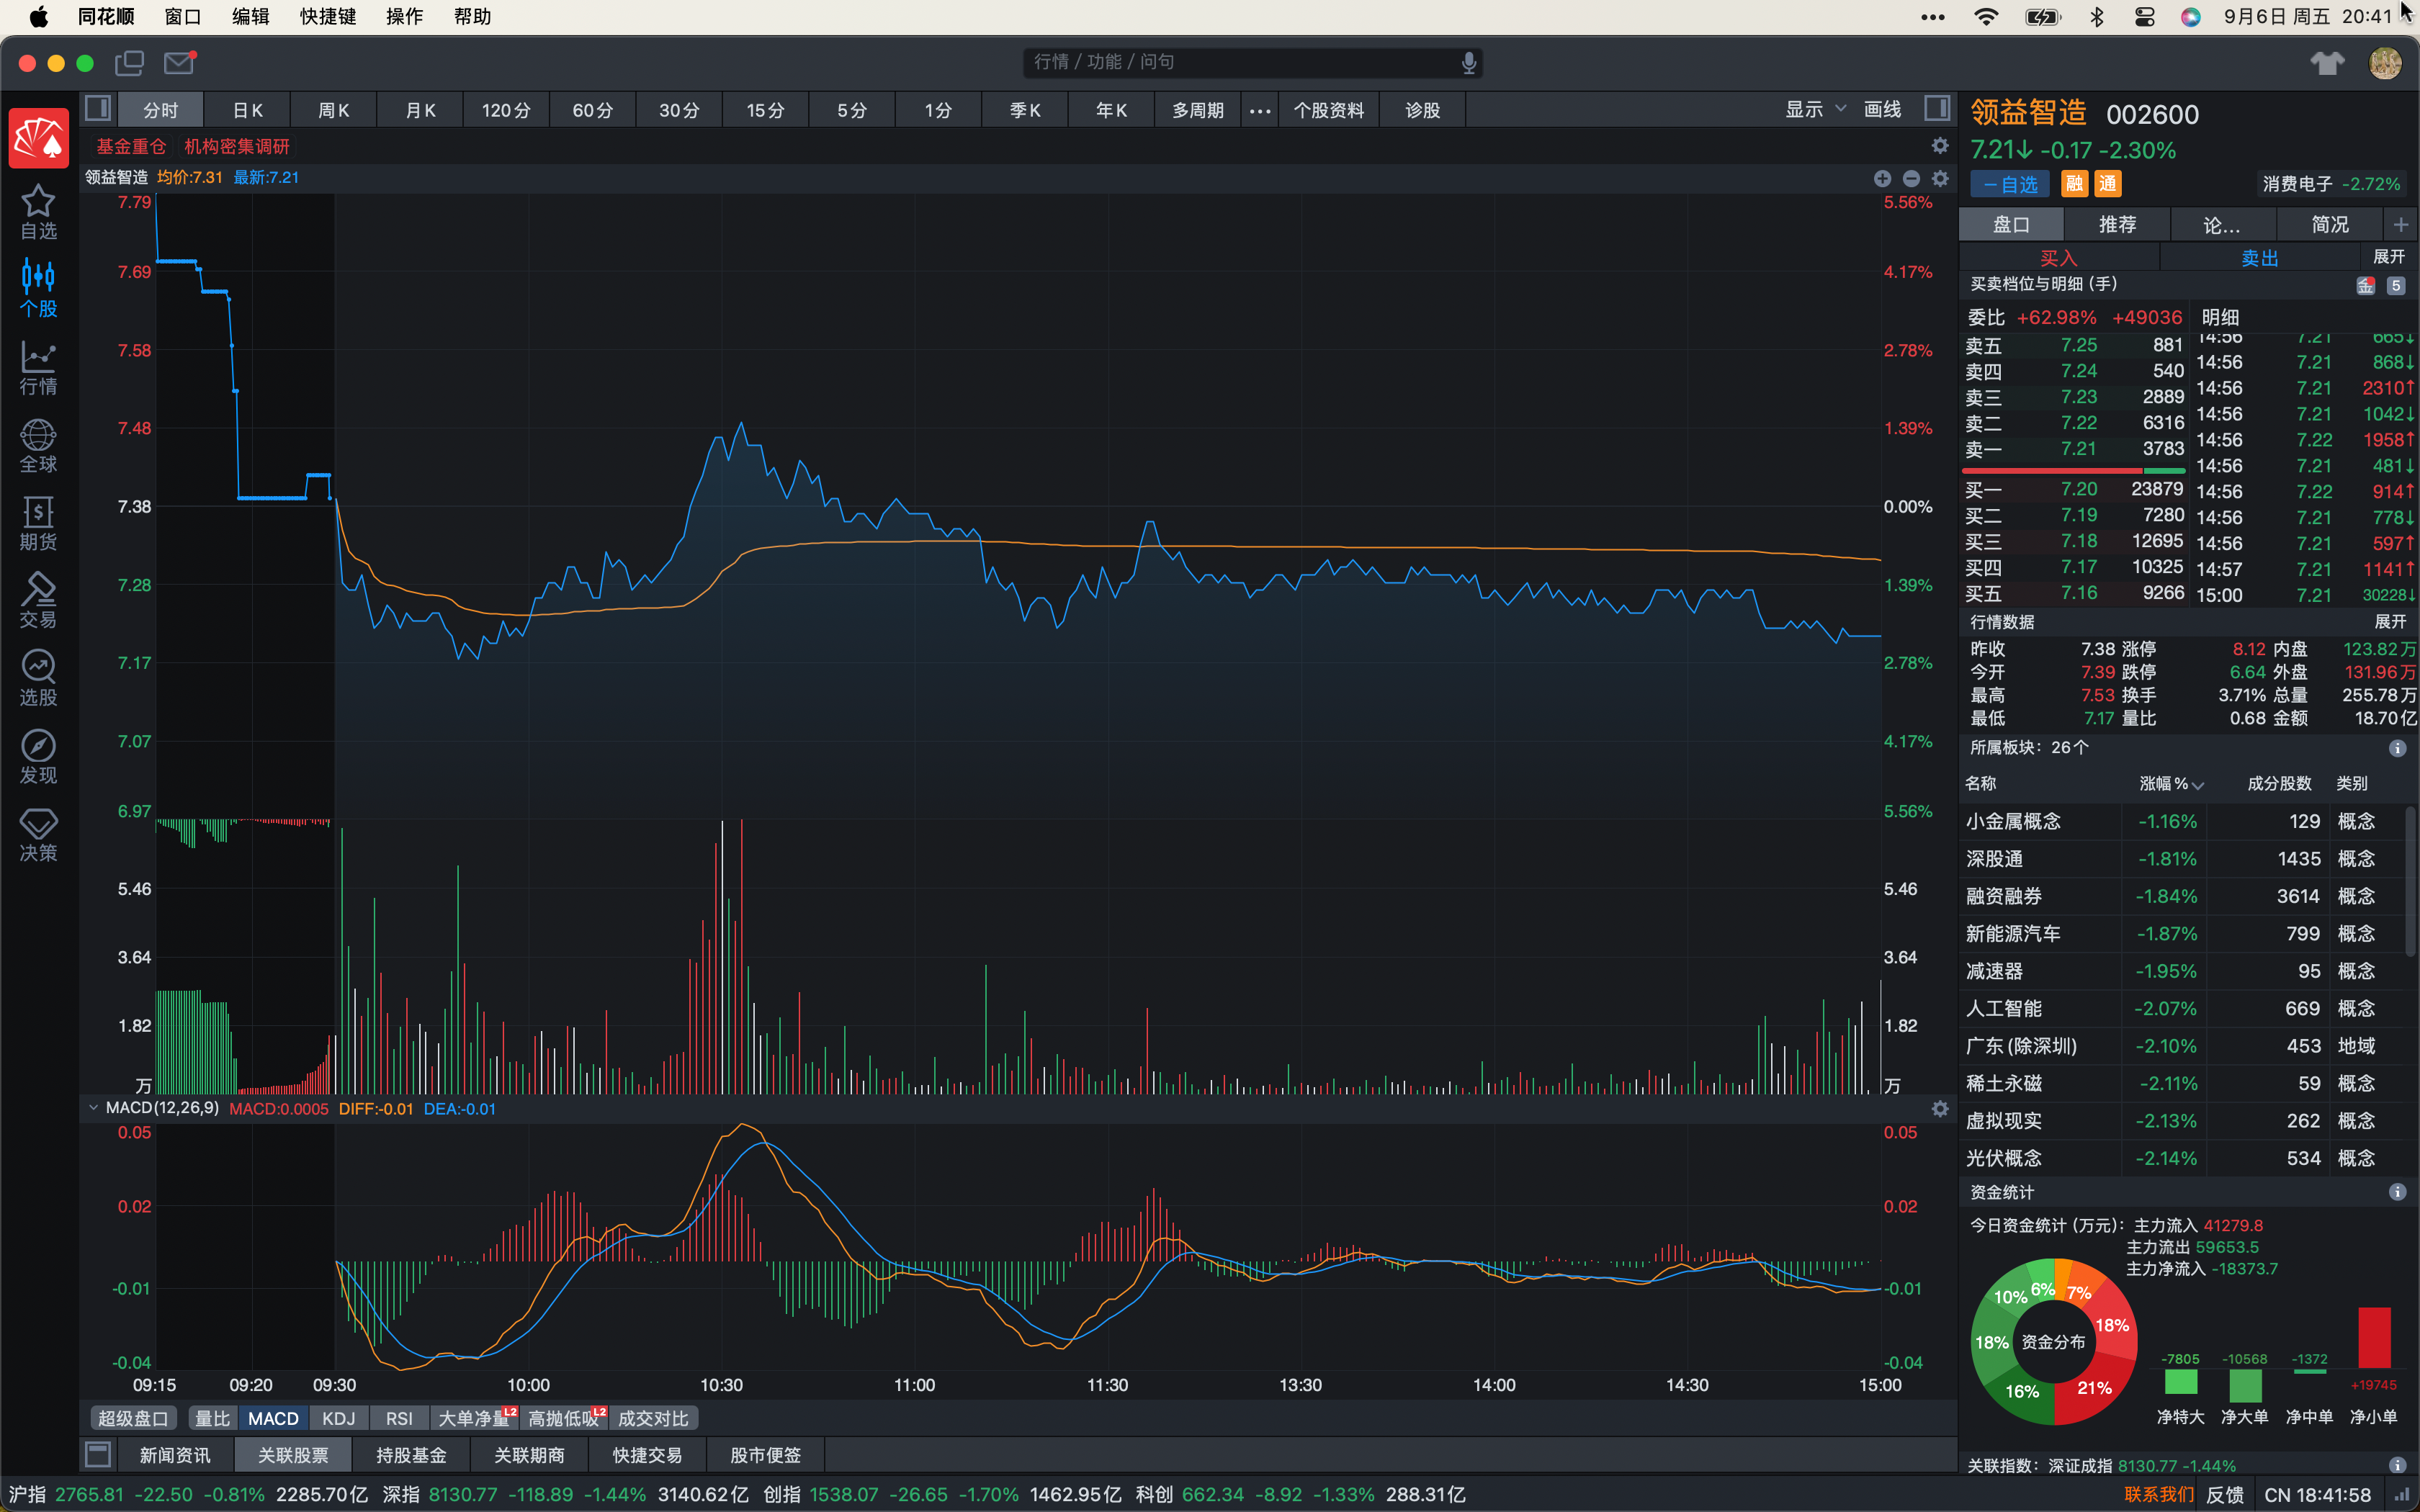 同花顺 窗口 编辑 快捷键 操作 帮助 9月6日 周五 20:41
行情 / 功能 / 问句
分时 日K 周K 月K 120分 60分 30分 15分 5分 1分 季K 年K 多周期 ••• 个股资料 诊股 显示 画线
基金重仓 机构密集调研
领益智造 均价:7.31 最新:7.21
自选
个股
行情
全球
期货
交易
选股
发现
决策
7.79 5.56%
7.69 4.17%
7.58 2.78%
7.48 1.39%
7.38 0.00%
7.28 1.39%
7.17 2.78%
7.07 4.17%
6.97 5.56%
5.46 5.46
3.64 3.64
1.82 1.82
万 万
MACD(12,26,9) MACD:0.0005 DIFF:-0.01 DEA:-0.01
0.05 0.05
0.02 0.02
-0.01 -0.01
-0.04 -0.04
09:15 09:20 09:30 10:00 10:30 11:00 11:30 13:30 14:00 14:30 15:00
超级盘口 量比 MACD KDJ RSI 大单净量 L2 高抛低吸 L2 成交对比
新闻资讯 关联股票 持股基金 关联期商 快捷交易 股市便签
领益智造 002600
7.21↓ -0.17 -2.30%
－自选 融 通 消费电子 -2.72%
盘口 推荐 论... 简况 +
买入 卖出 展开
买卖档位与明细 (手) 金 5
委比 +62.98% +49036 明细
卖五 7.25 881
卖四 7.24 540
卖三 7.23 2889
卖二 7.22 6316
卖一 7.21 3783
买一 7.20 23879
买二 7.19 7280
买三 7.18 12695
买四 7.17 10325
买五 7.16 9266
14:56 7.21 665↓
14:56 7.21 868↓
14:56 7.21 2310↑
14:56 7.21 1042↓
14:56 7.22 1958↑
14:56 7.21 481↓
14:56 7.22 914↑
14:56 7.21 778↓
14:56 7.21 597↑
14:57 7.21 1141↑
15:00 7.21 30228↓
行情数据 展开
昨收 7.38 涨停 8.12 内盘 123.82万
今开 7.39 跌停 6.64 外盘 131.96万
最高 7.53 换手 3.71% 总量 255.78万
最低 7.17 量比 0.68 金额 18.70亿
所属板块：26个
名称 涨幅% 成分股数 类别
小金属概念 -1.16% 129 概念
深股通 -1.81% 1435 概念
融资融券 -1.84% 3614 概念
新能源汽车 -1.87% 799 概念
减速器 -1.95% 95 概念
人工智能 -2.07% 669 概念
广东(除深圳) -2.10% 453 地域
稀土永磁 -2.11% 59 概念
虚拟现实 -2.13% 262 概念
光伏概念 -2.14% 534 概念
资金统计
今日资金统计 (万元)：主力流入 41279.8
主力流出 59653.5
主力净流入 -18373.7
6% 7%
10% 18%
18% 资金分布
16% 21%
-7805 -10568 -1372 +19745
净特大 净大单 净中单 净小单
关联指数：深证成指 8130.77 -1.44%
沪指 2765.81 -22.50 -0.81% 2285.70亿 深指 8130.77 -118.89 -1.44% 3140.62亿 创指 1538.07 -26.65 -1.70% 1462.95亿 科创 662.34 -8.92 -1.33% 288.31亿 联系我们 反馈 CN 18:41:58